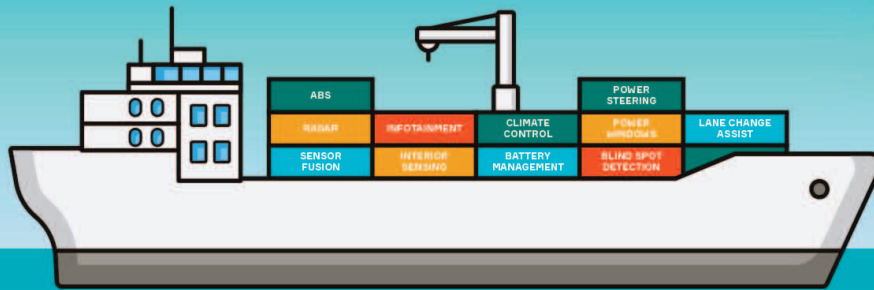 ABS
POWER
STEERING
RADAR
INFOTAINMENT
CLIMATE
CONTROL
POWER
WINDOWS
LANE CHANGE
ASSIST
SENSOR
FUSION
INTERIOR
SENSING
BATTERY
MANAGEMENT
BLIND SPOT
DETECTION